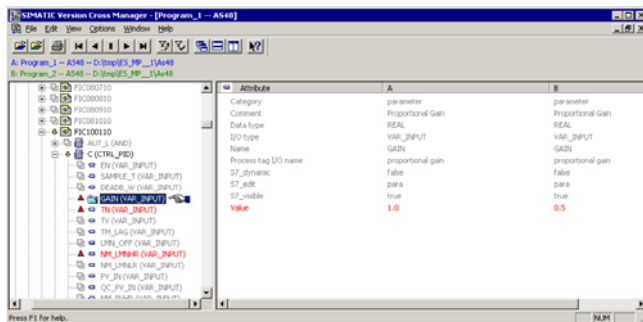 SIMATIC Version Cross Manager - [Program_1 -- AS48]
File Edit View Options Window Help
A: Program_1 -- AS48 -- D:\tmp\ES_MP__1\As48
B: Program_2 -- AS48 -- D:\tmp\ES_MP__1\As48
FIC080710
FIC080810
FIC080910
FIC081010
FIC100110
AUT_L (AND)
C (CTRL_PID)
EN (VAR_INPUT)
SAMPLE_T (VAR_INPUT)
DEADB_W (VAR_INPUT)
GAIN (VAR_INPUT)
TN (VAR_INPUT)
TV (VAR_INPUT)
TM_LAG (VAR_INPUT)
LMN_OFF (VAR_INPUT)
NM_LMNHR (VAR_INPUT)
NM_LMNLR (VAR_INPUT)
PV_IN (VAR_INPUT)
QC_PV_IN (VAR_INPUT)
NM_PVHR (VAR_INPUT)
Attribute A B
Category parameter parameter
Comment Proportional Gain Proportional Gain
Data type REAL REAL
I/O type VAR_INPUT VAR_INPUT
Name GAIN GAIN
Process tag I/O name proportional gain proportional gain
S7_dynamic false false
S7_edit para para
S7_visible true true
Value 1.0 0.5
Press F1 for help. NUM